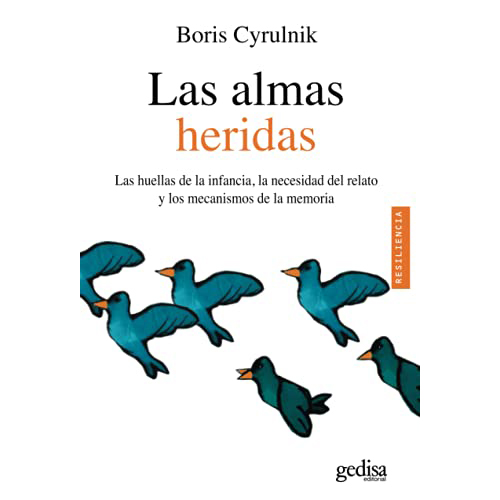 Boris Cyrulnik
Las almas
heridas
Las huellas de la infancia, la necesidad del relato
y los mecanismos de la memoria
RESILIENCIA
gedisa
editorial